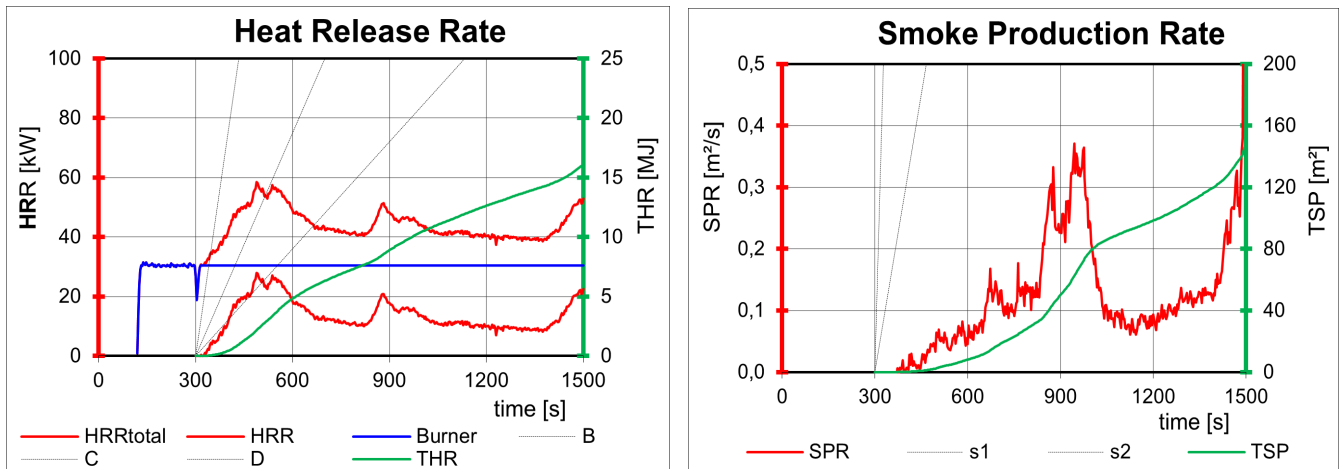 Heat Release Rate
HRR [kW]
100
80
60
40
20
0
THR [MJ]
25
20
15
10
5
0
0 300 600 900 1200 1500
time [s]
HRRtotal HRR Burner B
C D THR
Smoke Production Rate
SPR [m²/s]
0,5
0,4
0,3
0,2
0,1
0,0
TSP [m²]
200
160
120
80
40
0
0 300 600 900 1200 1500
time [s]
SPR s1 s2 TSP